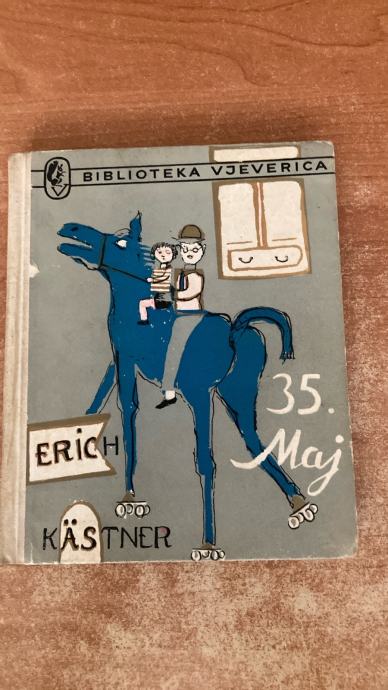 BIBLIOTEKA VJEVERICA
35.
Maj
ERICH
KÄSTNER